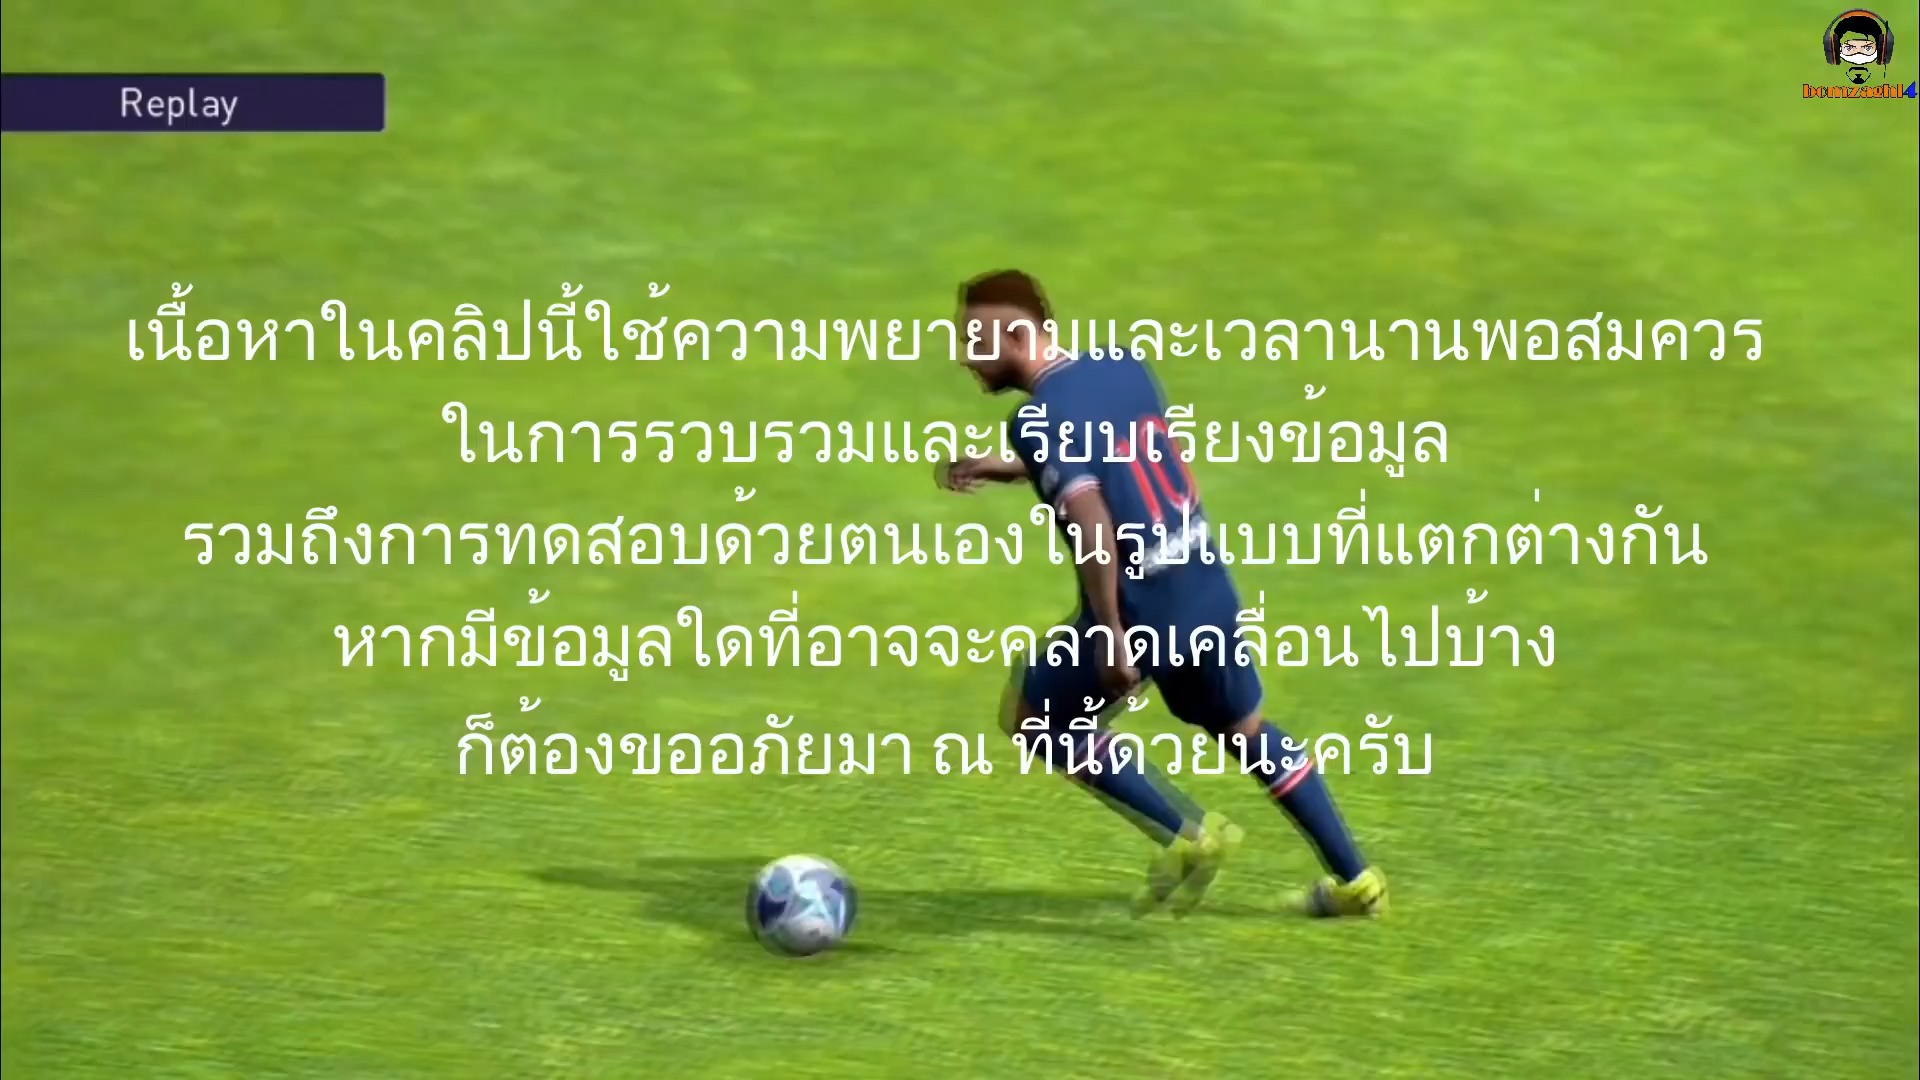 Replay
bomzaghi4
เนื้อหาในคลิปนี้ใช้ความพยายามและเวลานานพอสมควร
ในการรวบรวมและเรียบเรียงข้อมูล
รวมถึงการทดสอบด้วยตนเองในรูปแบบที่แตกต่างกัน
หากมีข้อมูลใดที่อาจจะคลาดเคลื่อนไปบ้าง
ก็ต้องขออภัยมา ณ ที่นี้ด้วยนะครับ
10